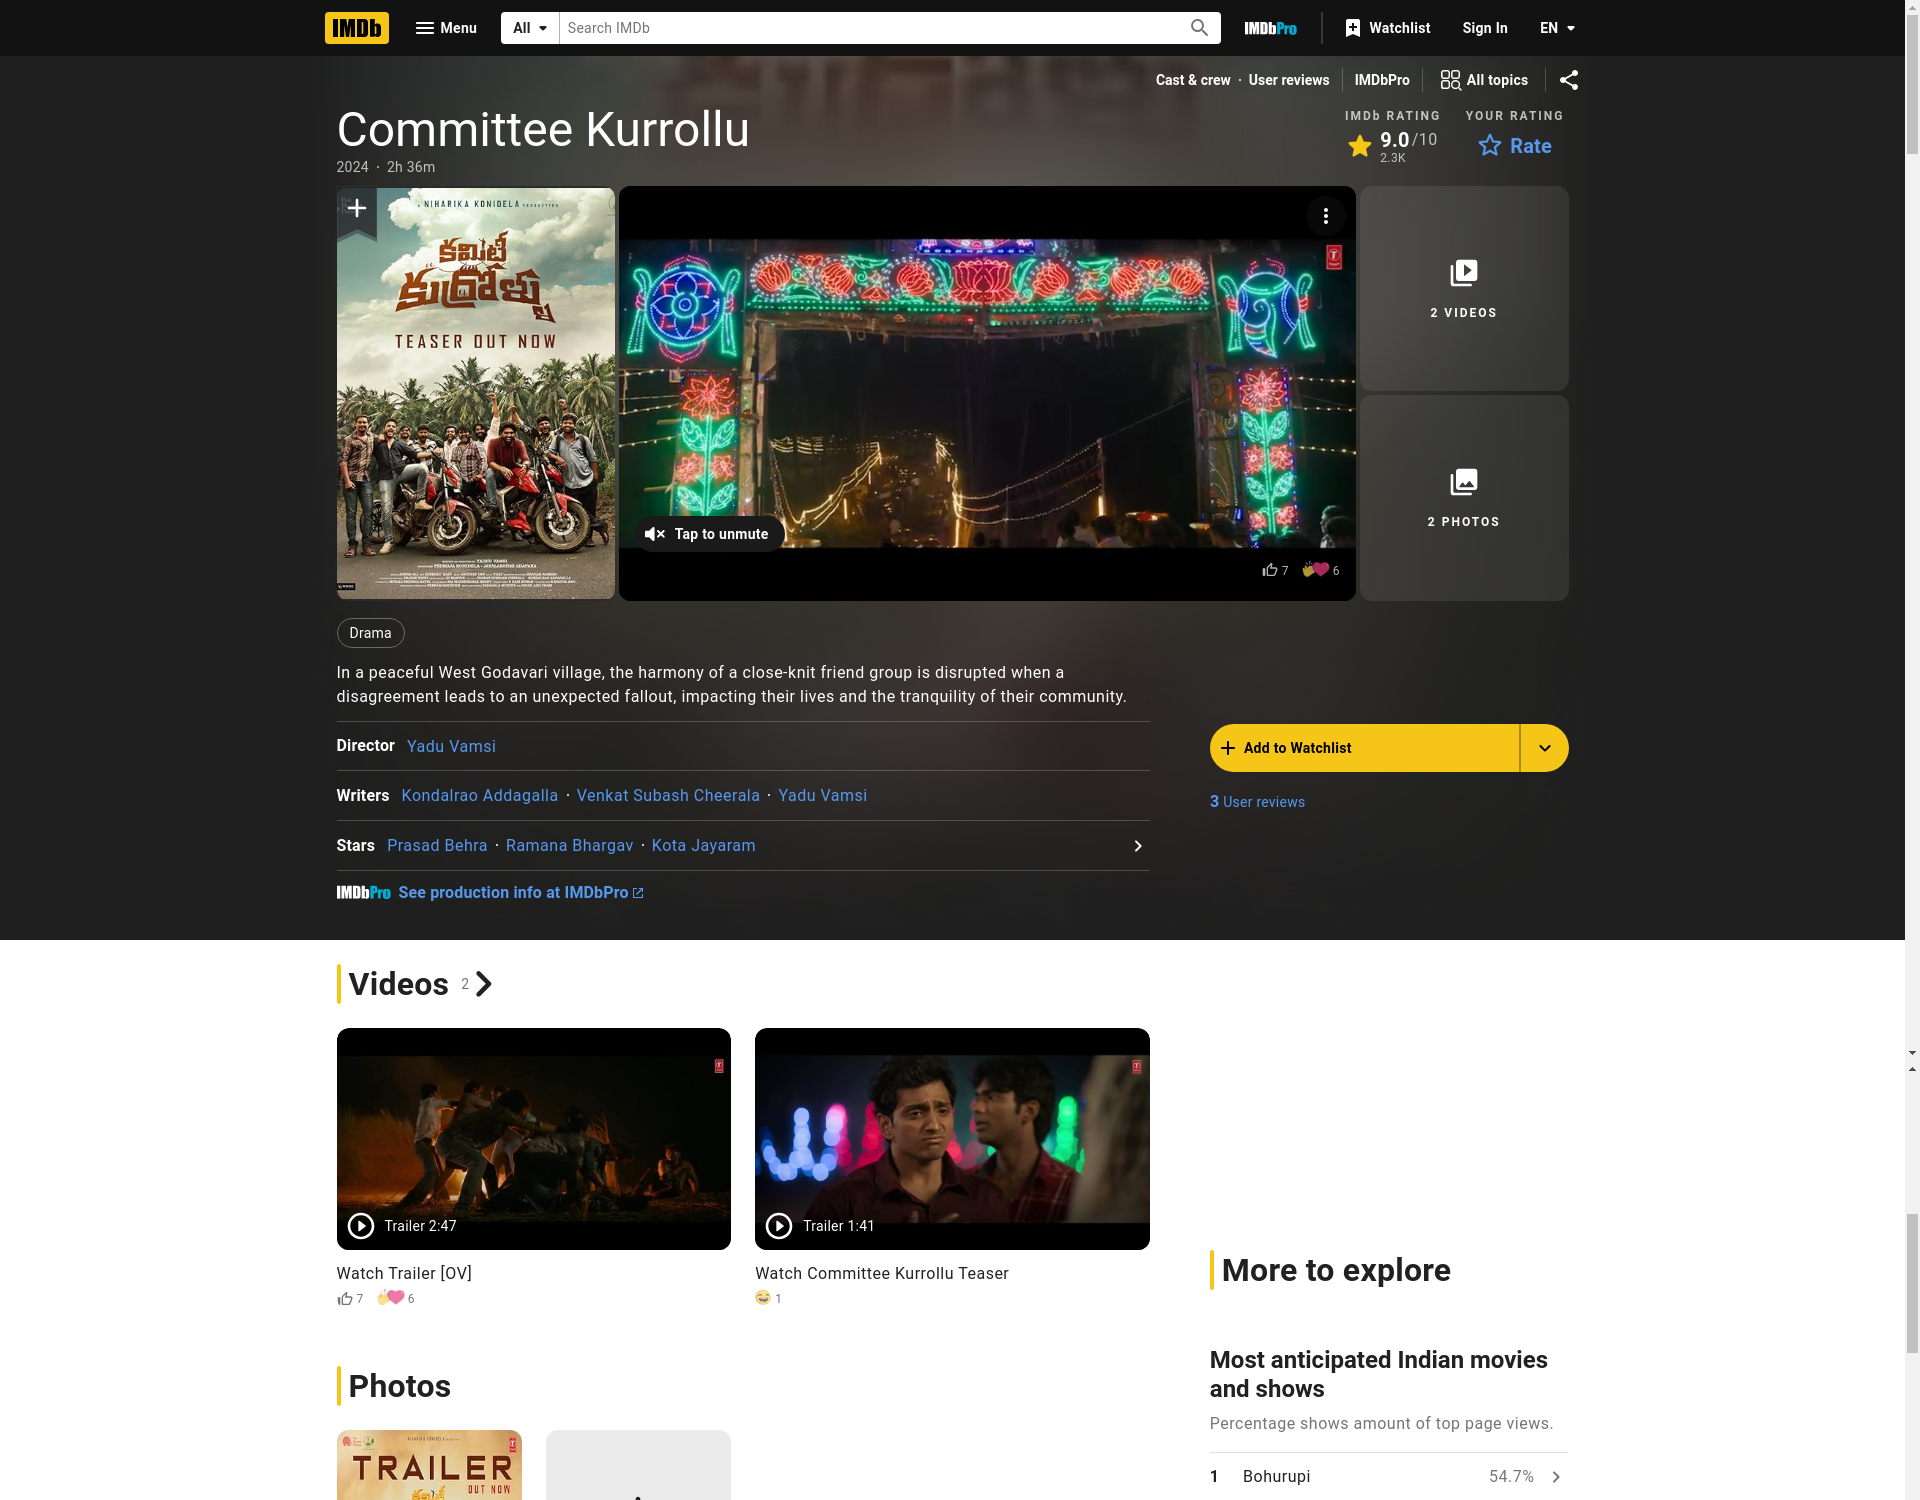 IMDb
Menu
All
Search IMDb
IMDbPro
Watchlist
Sign In
EN
Cast & crew · User reviews
IMDbPro
All topics
Committee Kurrollu
2024 · 2h 36m
IMDb RATING
9.0/10
2.3K
YOUR RATING
Rate
NIHARIKA KONIDELA
కమిటీ
కుర్రోళ్ళు
TEASER OUT NOW
Tap to unmute
7
6
2 VIDEOS
2 PHOTOS
Drama
In a peaceful West Godavari village, the harmony of a close-knit friend group is disrupted when a
disagreement leads to an unexpected fallout, impacting their lives and the tranquility of their community.
Director Yadu Vamsi
Writers Kondalrao Addagalla · Venkat Subash Cheerala · Yadu Vamsi
Stars Prasad Behra · Ramana Bhargav · Kota Jayaram
IMDbPro See production info at IMDbPro
Add to Watchlist
3 User reviews
Videos 2
Trailer 2:47
Watch Trailer [OV]
7
6
Trailer 1:41
Watch Committee Kurrollu Teaser
1
Photos
TRAILER
OUT NOW
More to explore
Most anticipated Indian movies
and shows
Percentage shows amount of top page views.
1 Bohurupi 54.7%